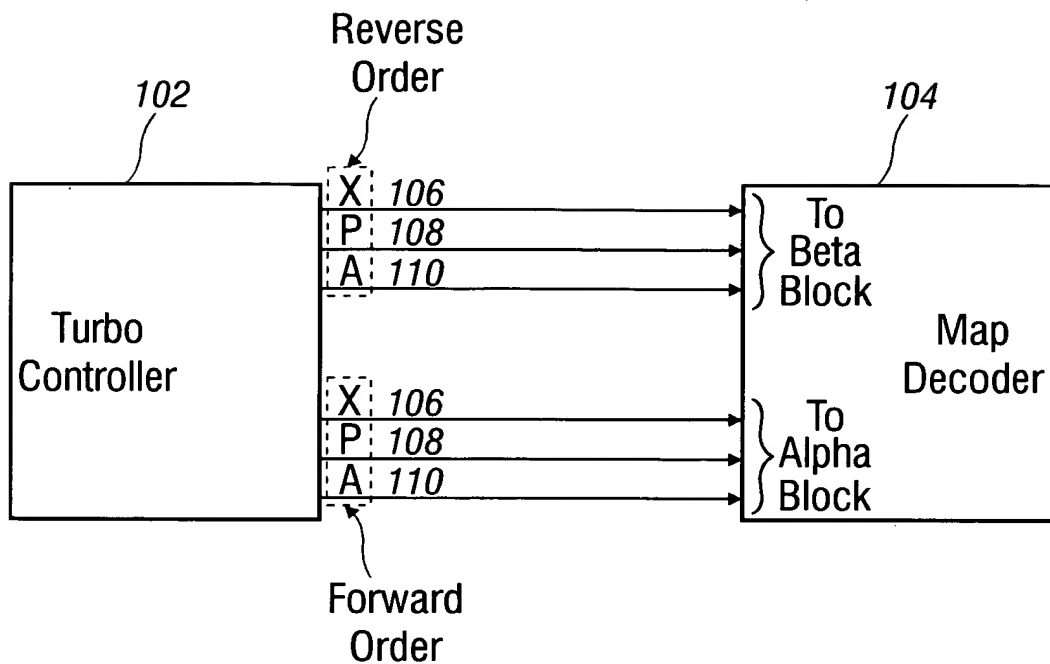 Reverse
Order
102
104
X 106
P 108
A 110
To
Beta
Block
Turbo
Controller
Map
Decoder
X 106
P 108
A 110
To
Alpha
Block
Forward
Order